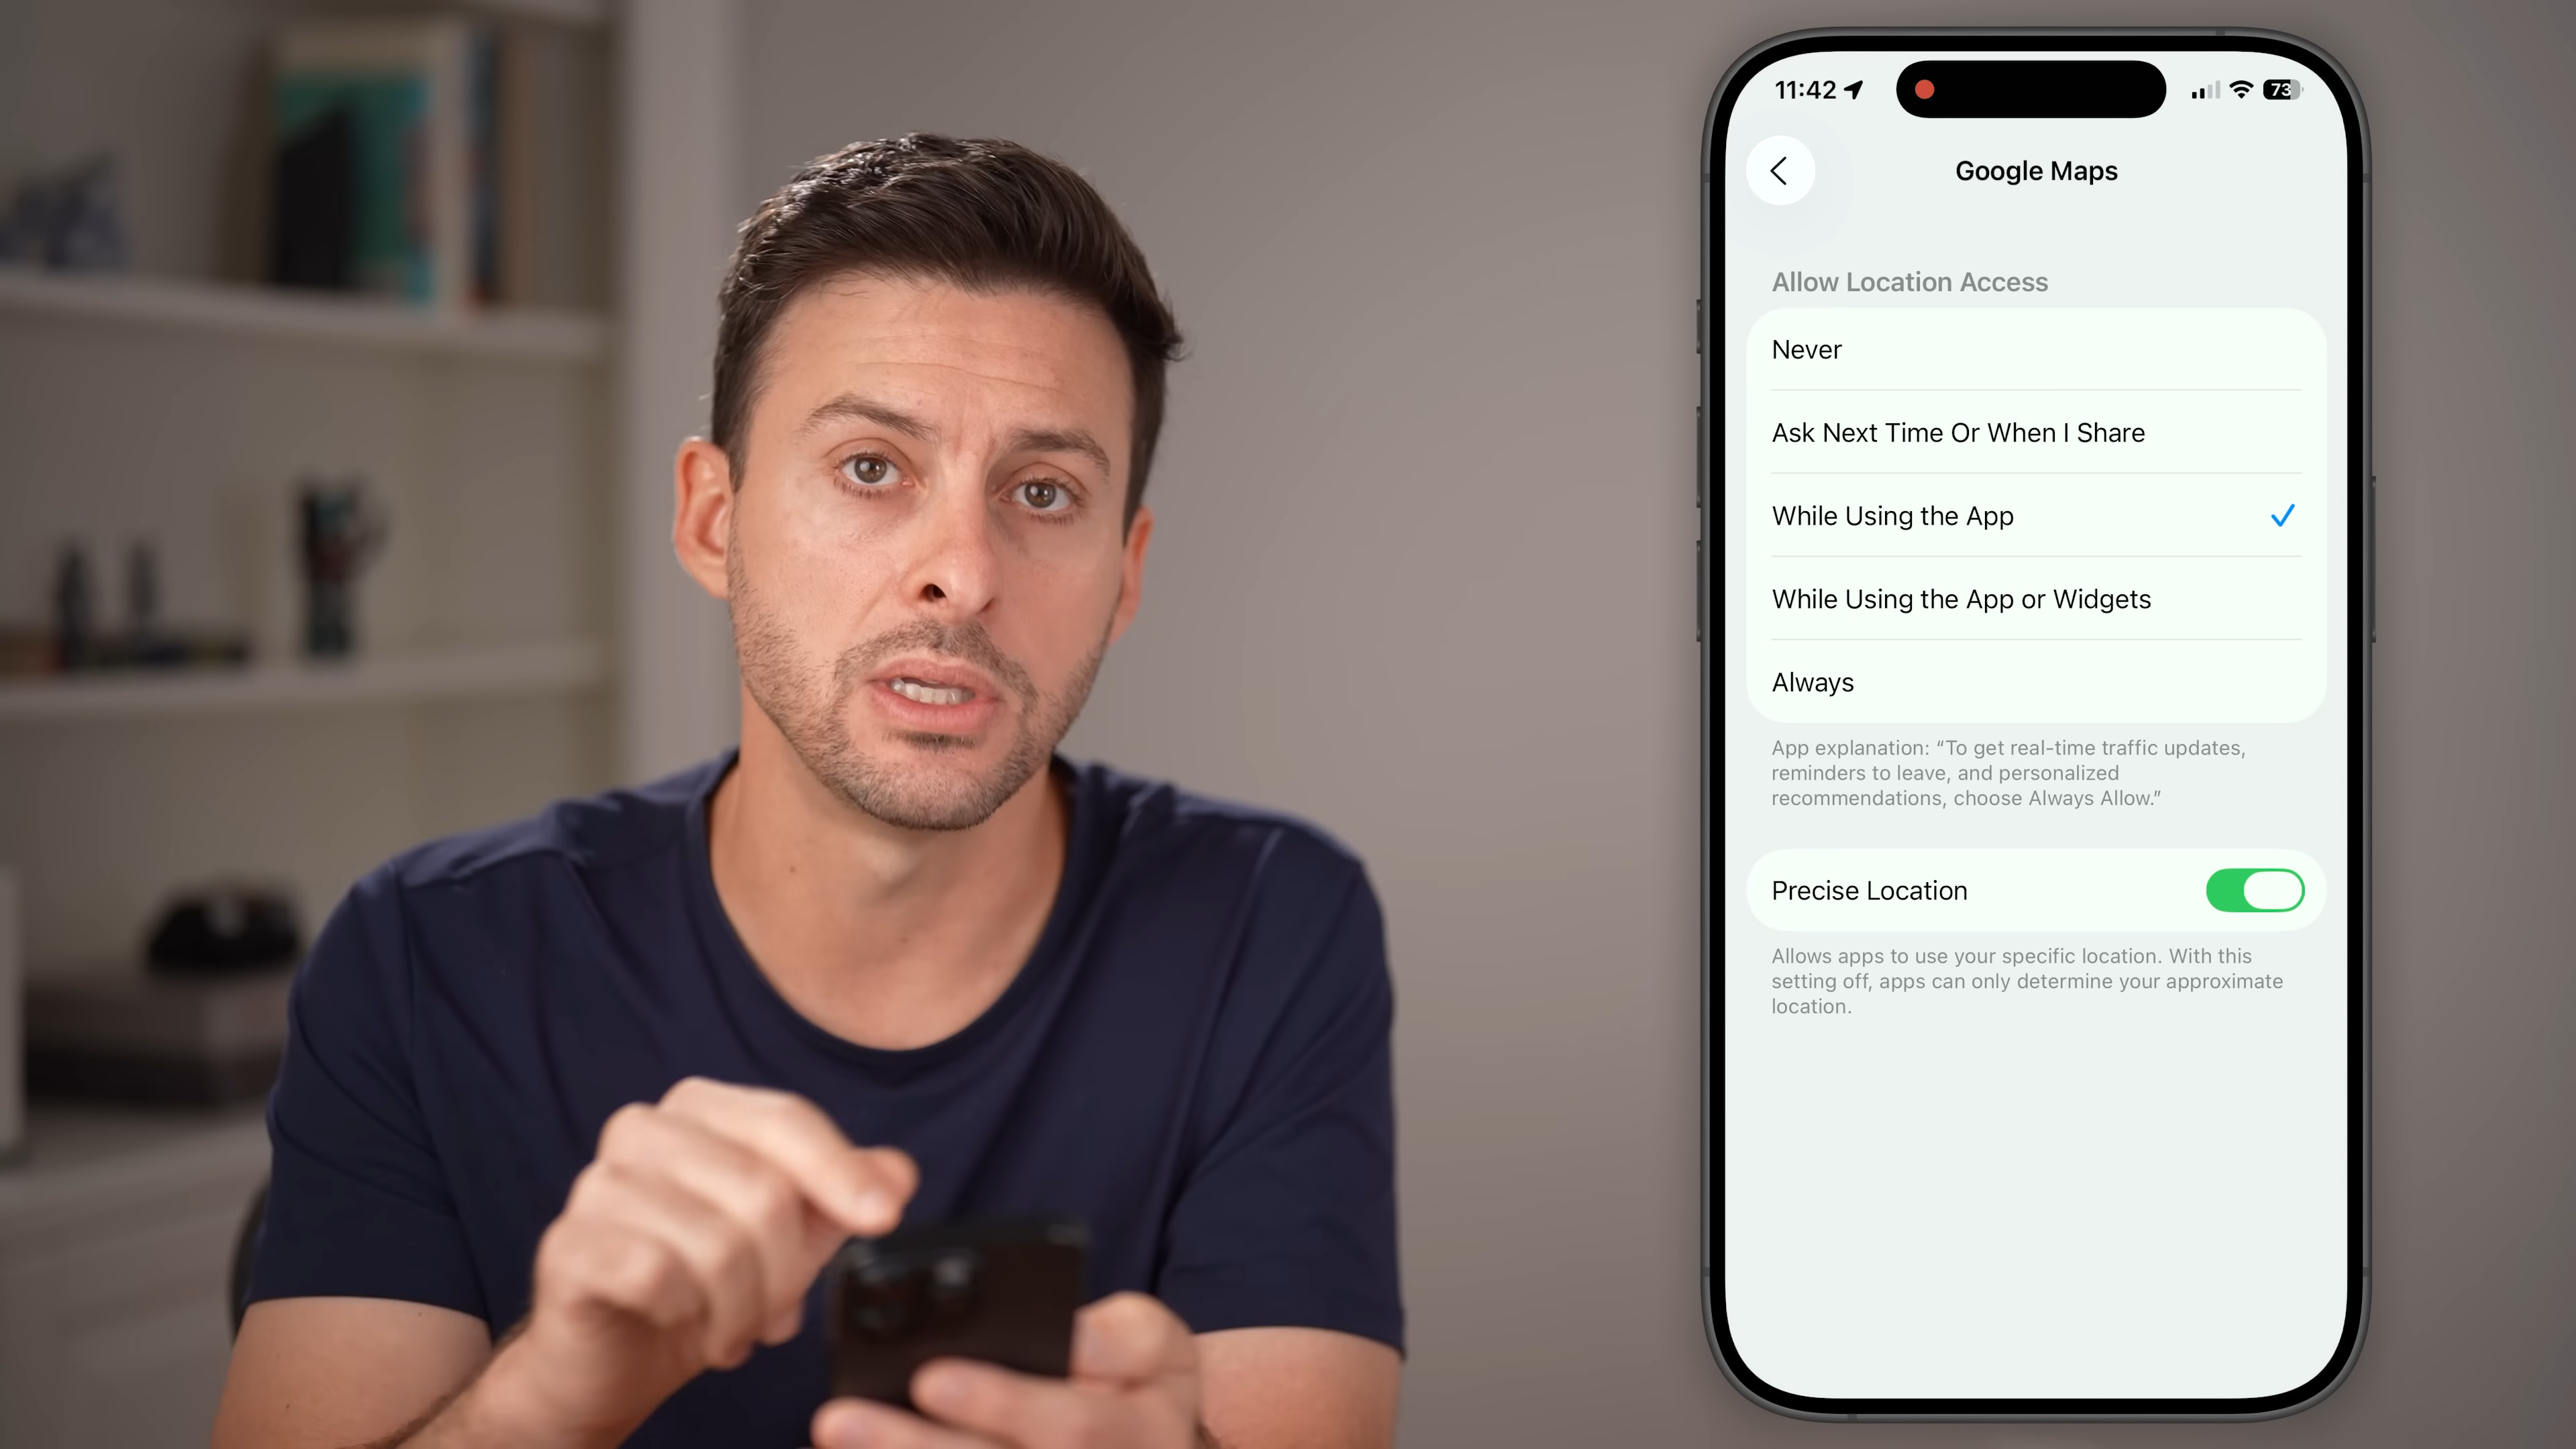 11:42
73
Google Maps
Allow Location Access
Never
Ask Next Time Or When I Share
While Using the App
While Using the App or Widgets
Always
App explanation: “To get real-time traffic updates,
reminders to leave, and personalized
recommendations, choose Always Allow.”
Precise Location
Allows apps to use your specific location. With this
setting off, apps can only determine your approximate
location.